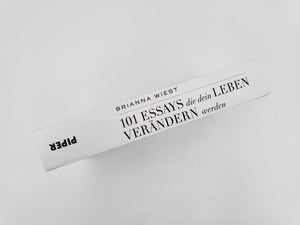 BRIANNA WIEST
101 ESSAYS die dein LEBEN
VERÄNDERN werden
PIPER